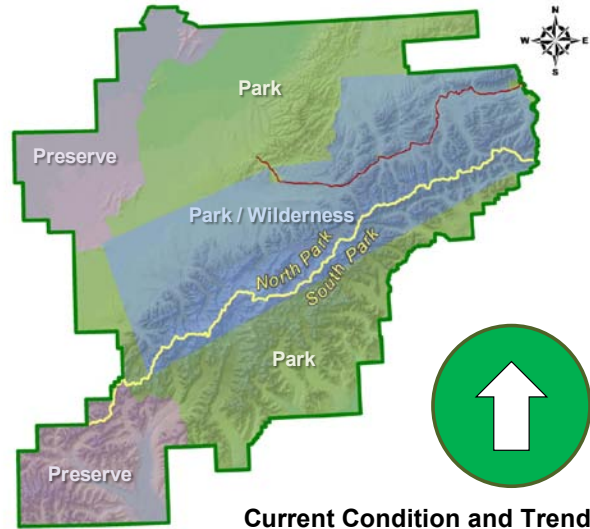 N
W E
S
Park
Preserve
Park / Wilderness
North Park
South Park
Park
Preserve
Current Condition and Trend